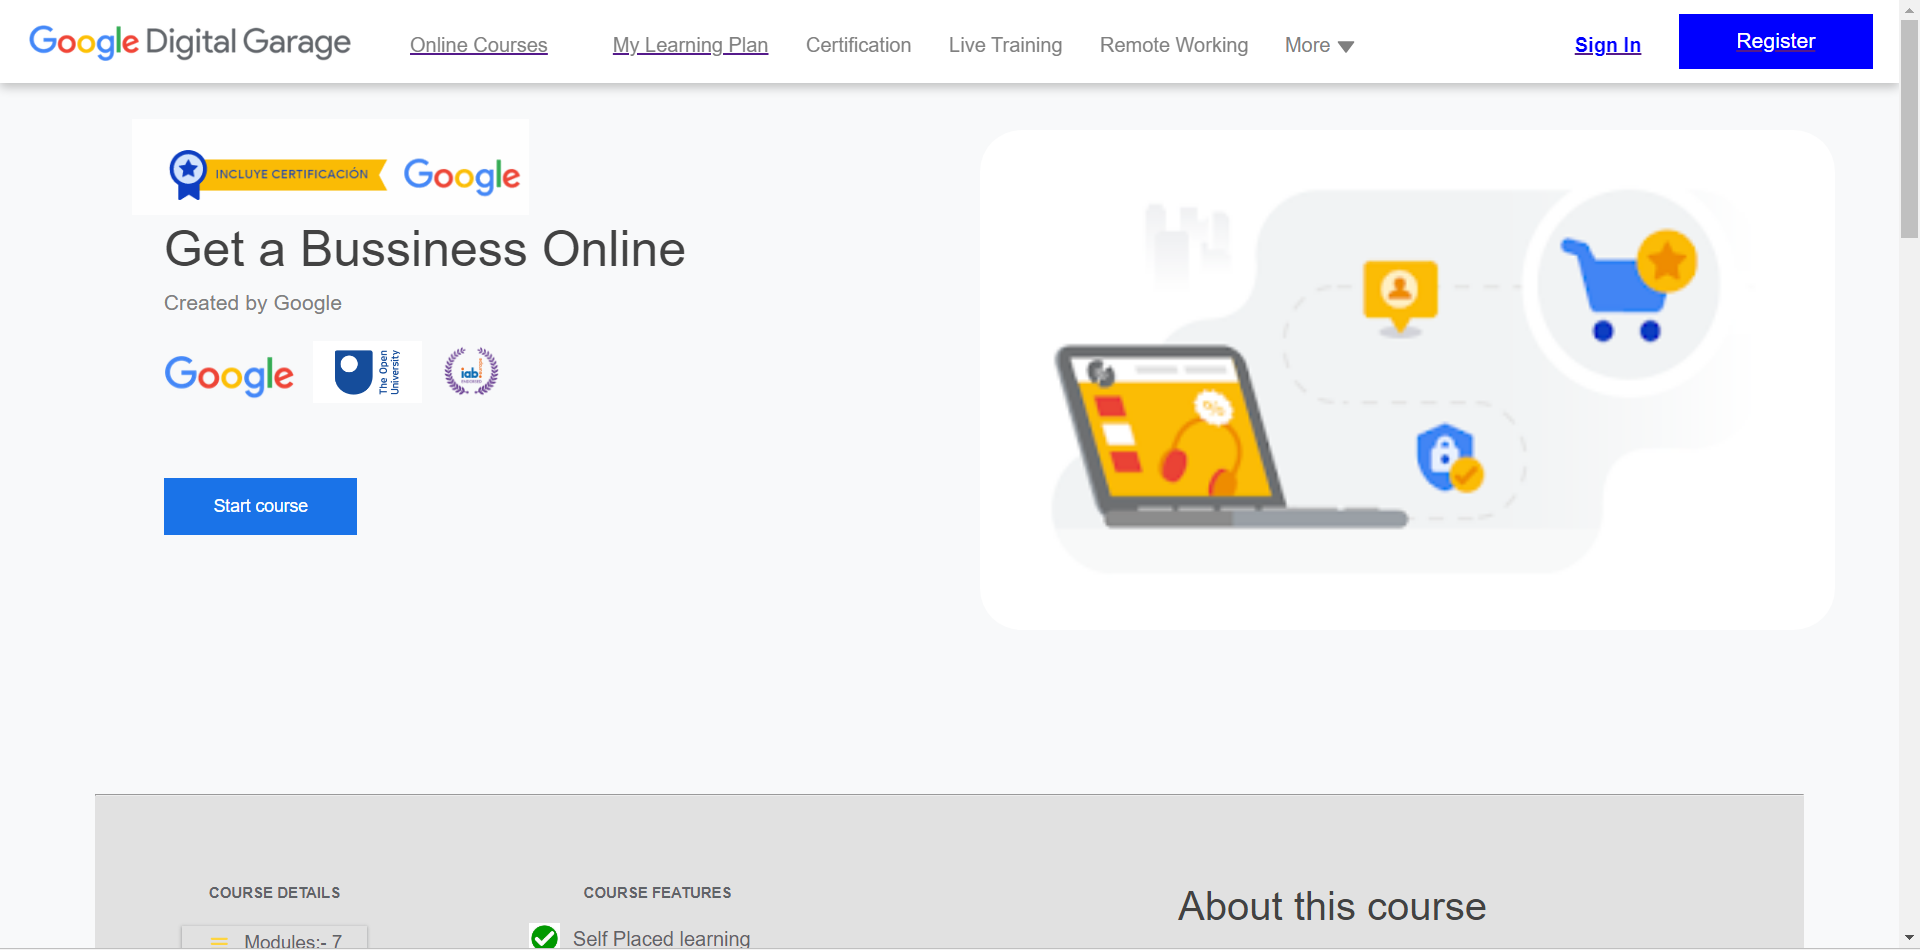 Google Digital Garage Online Courses My Learning Plan Certification Live Training Remote Working More Sign In Register
INCLUYE CERTIFICACIÓN Google
Get a Bussiness Online
Created by Google
Google The Open University iab
%
Start course
COURSE DETAILS COURSE FEATURES About this course
Modules:- 7 Self Placed learning